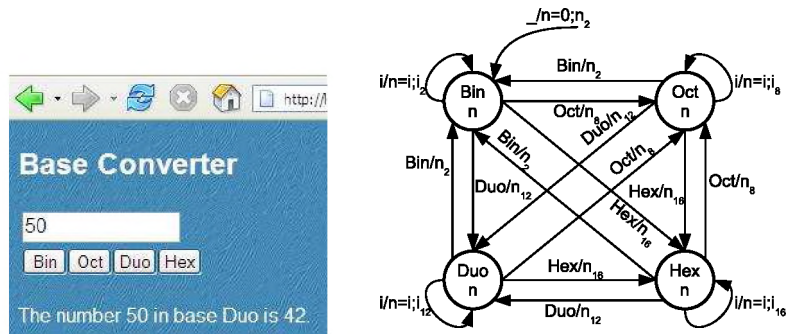 http://l
Base Converter
50
Bin Oct Duo Hex
The number 50 in base Duo is 42.
_/n=0;n₂
i/n=i;i₂
Bin
n
Bin/n₂
Oct/n₈
Oct
n
i/n=i;i₈
Duo/n₁₂
Bin/n₂
Bin/n₂
Oct/n₈
Duo/n₁₂
Hex/n₁₆
Hex/n₁₆
Oct/n₈
Duo
n
i/n=i;i₁₂
Hex/n₁₆
Duo/n₁₂
Hex
n
i/n=i;i₁₆